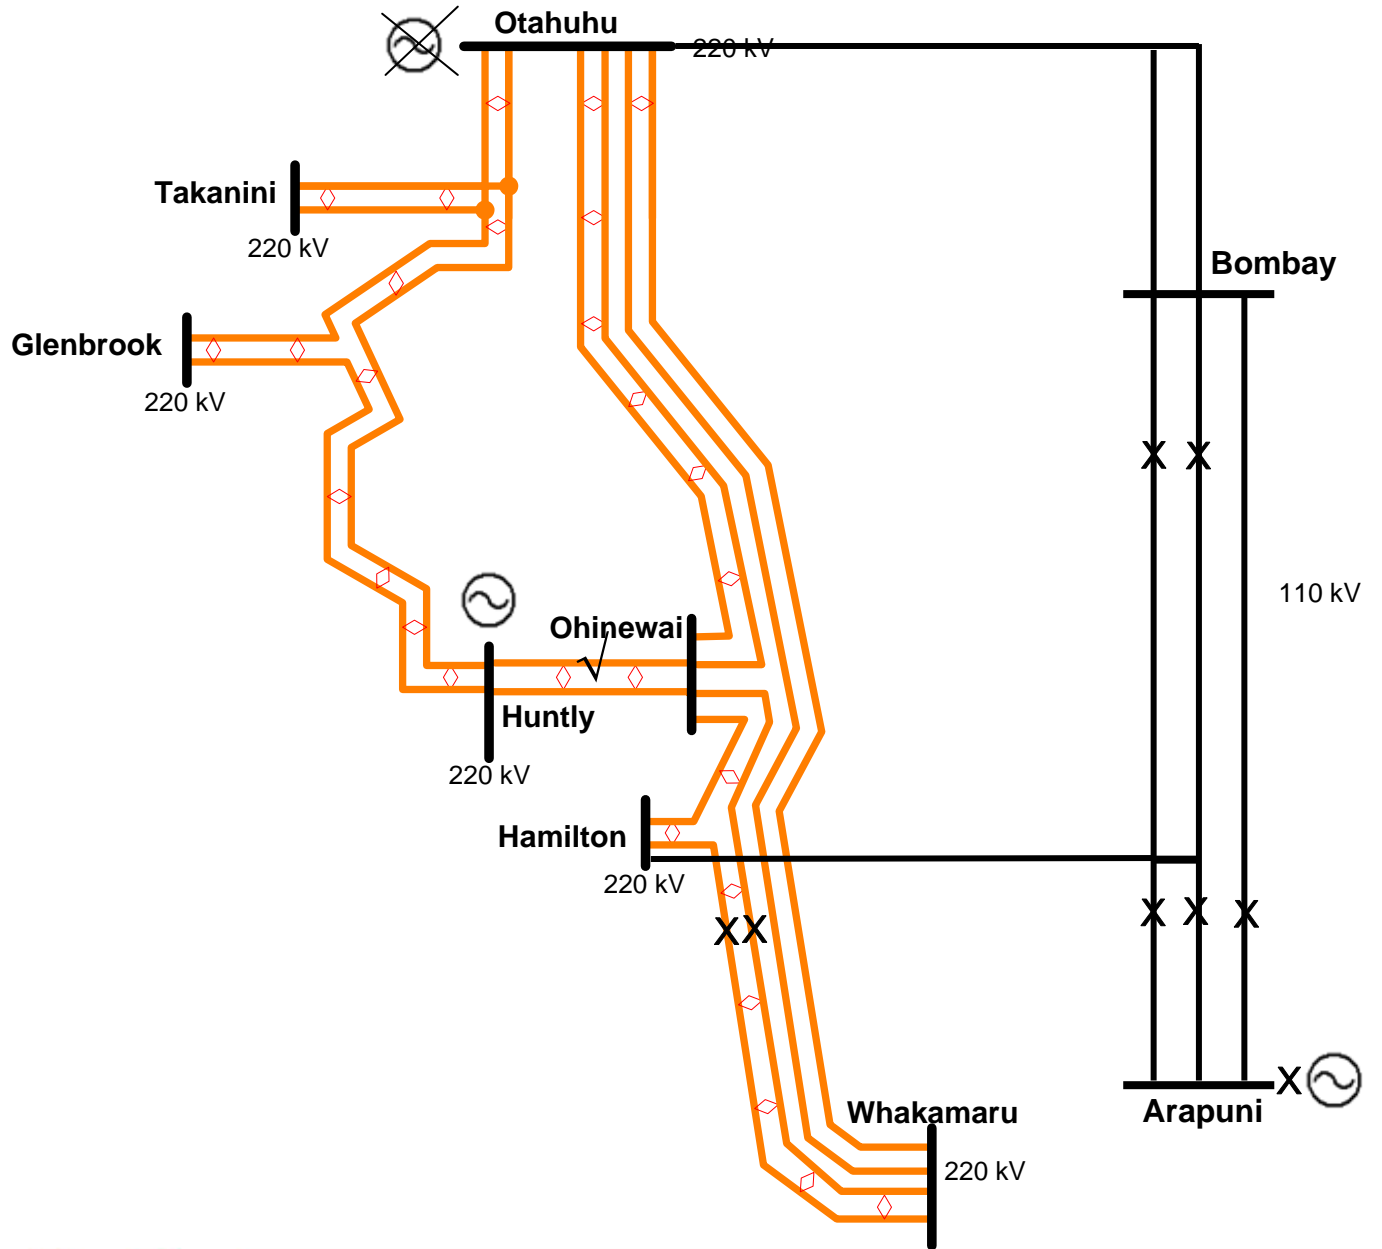 Otahuhu
220 kV
Takanini
220 kV
Bombay
Glenbrook
220 kV
110 kV
Ohinewai
Huntly
220 kV
Hamilton
220 kV
X X
X X
X X X
X
Arapuni
Whakamaru
220 kV